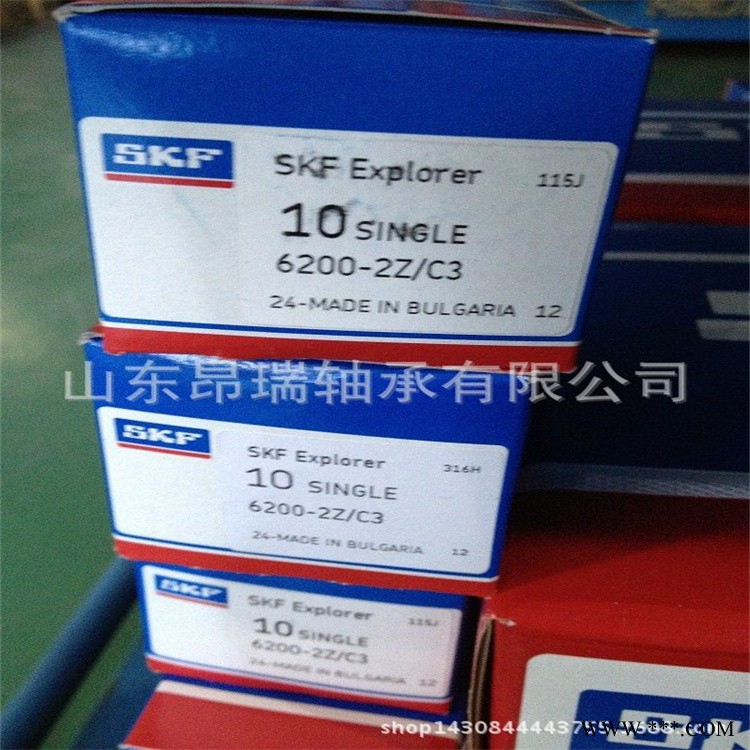 SKF
SKF Explorer 115J
10 SINGLE
6200-2Z/C3
24-MADE IN BULGARIA 12
山东昂瑞轴承有限公司
SKF
SKF Explorer 316H
10 SINGLE
6200-2Z/C3
24-MADE IN BULGARIA 12
SKF
SKF Explorer 115J
10 SINGLE
6200-2Z/C3
24-MADE IN BULGARIA 12